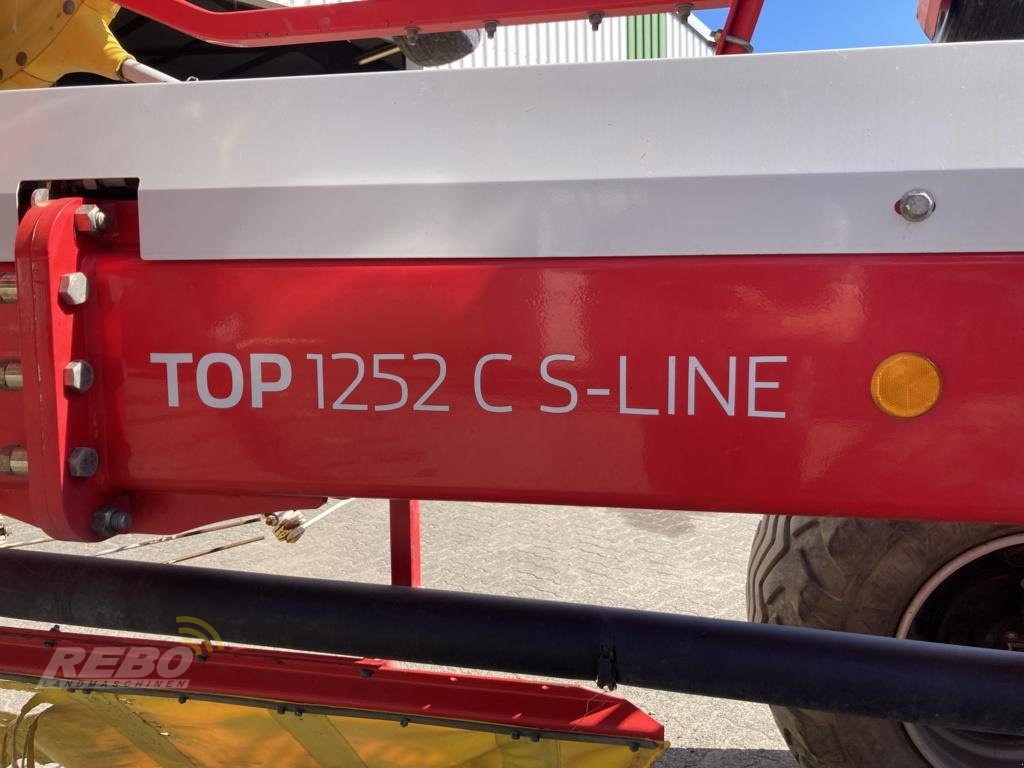 TOP 1252 C S-LINE
REBO
LANDMASCHINEN